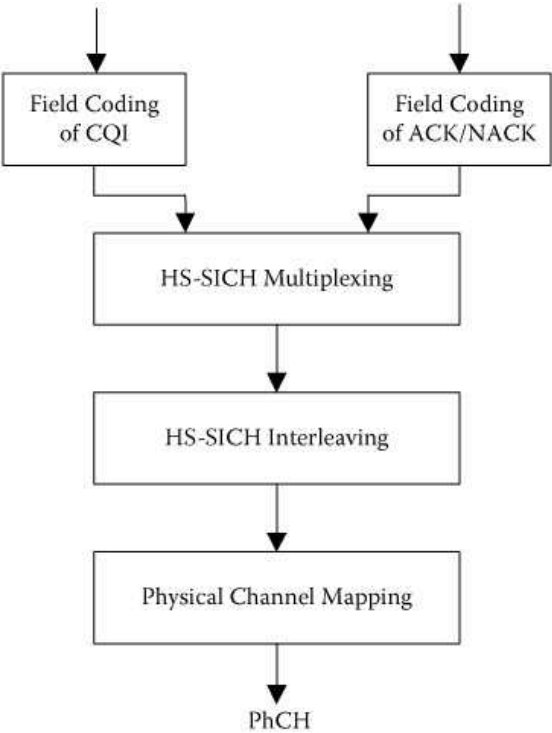 Field Coding
of CQI
Field Coding
of ACK/NACK
HS-SICH Multiplexing
HS-SICH Interleaving
Physical Channel Mapping
PhCH